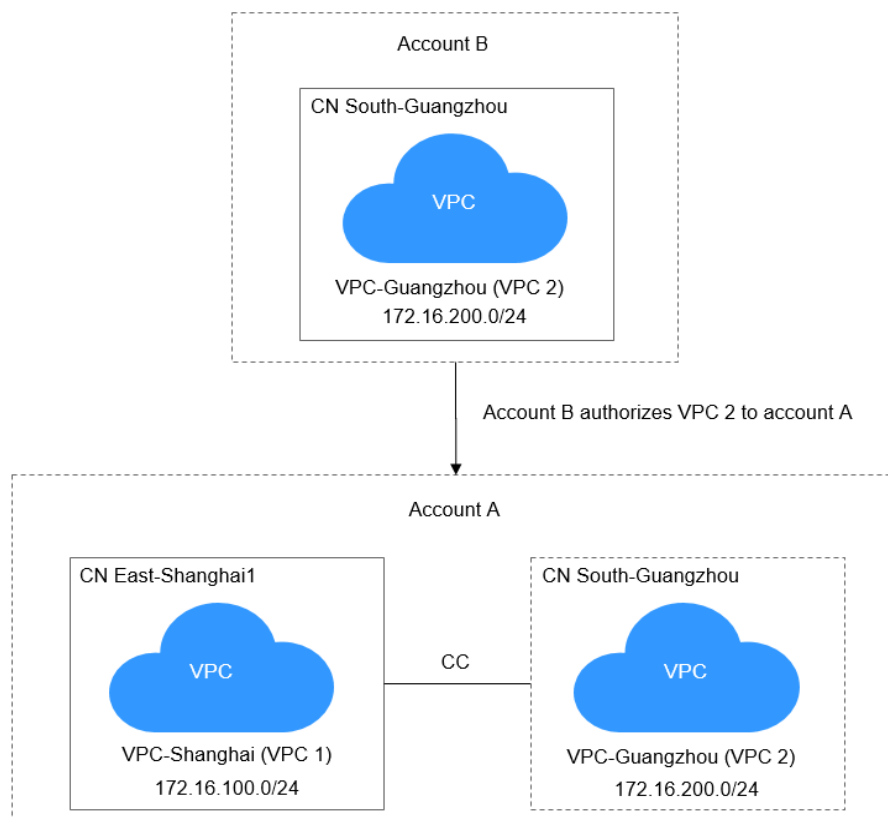 Account B
CN South-Guangzhou
VPC
VPC-Guangzhou (VPC 2)
172.16.200.0/24
Account B authorizes VPC 2 to account A
Account A
CN East-Shanghai1
VPC
VPC-Shanghai (VPC 1)
172.16.100.0/24
CC
CN South-Guangzhou
VPC
VPC-Guangzhou (VPC 2)
172.16.200.0/24